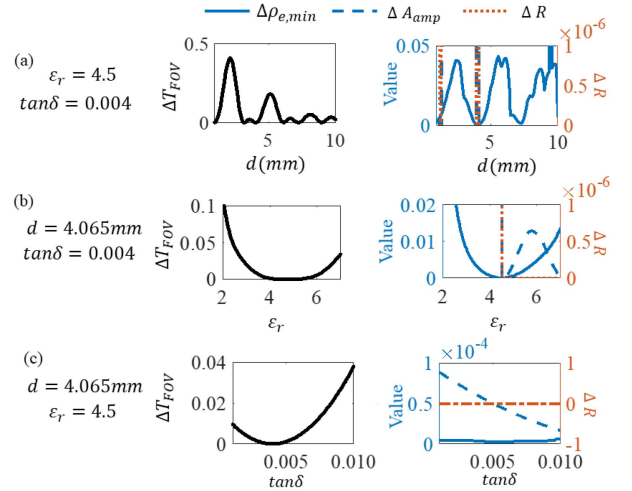 Δρe,min Δ Aamp Δ R
(a)
εr = 4.5
tanδ = 0.004
ΔTFOV
0.5
0
5
10
d(mm)
Value
0.05
0
5
10
d(mm)
×10-6
1
0.5
0
Δ R
(b)
d = 4.065mm
tanδ = 0.004
ΔTFOV
0.1
0.05
0
2
4
6
εr
Value
0.02
0.01
0
2
4
6
εr
×10-6
1
0.5
0
Δ R
(c)
d = 4.065mm
εr = 4.5
ΔTFOV
0.04
0.02
0
0.005
0.010
tanδ
Value
×10-4
1
0.5
0
0.005
0.010
tanδ
1
0
-1
Δ R